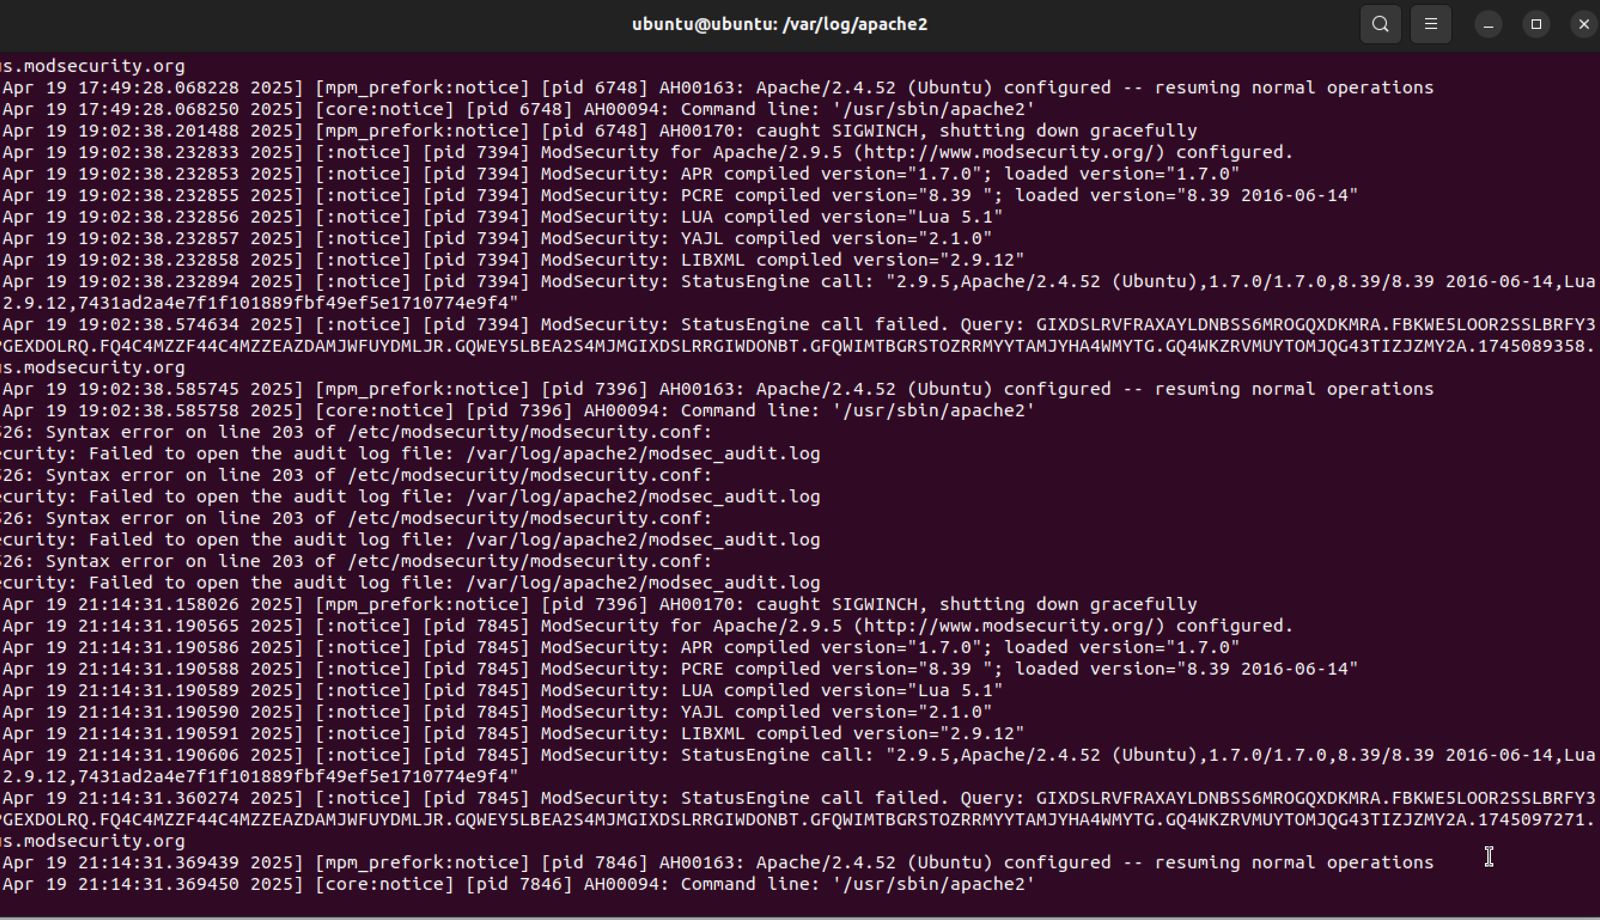 ubuntu@ubuntu: /var/log/apache2
s.modsecurity.org
Apr 19 17:49:28.068228 2025] [mpm_prefork:notice] [pid 6748] AH00163: Apache/2.4.52 (Ubuntu) configured -- resuming normal operations
Apr 19 17:49:28.068250 2025] [core:notice] [pid 6748] AH00094: Command line: '/usr/sbin/apache2'
Apr 19 19:02:38.201488 2025] [mpm_prefork:notice] [pid 6748] AH00170: caught SIGWINCH, shutting down gracefully
Apr 19 19:02:38.232833 2025] [:notice] [pid 7394] ModSecurity for Apache/2.9.5 (http://www.modsecurity.org/) configured.
Apr 19 19:02:38.232853 2025] [:notice] [pid 7394] ModSecurity: APR compiled version="1.7.0"; loaded version="1.7.0"
Apr 19 19:02:38.232855 2025] [:notice] [pid 7394] ModSecurity: PCRE compiled version="8.39 "; loaded version="8.39 2016-06-14"
Apr 19 19:02:38.232856 2025] [:notice] [pid 7394] ModSecurity: LUA compiled version="Lua 5.1"
Apr 19 19:02:38.232857 2025] [:notice] [pid 7394] ModSecurity: YAJL compiled version="2.1.0"
Apr 19 19:02:38.232858 2025] [:notice] [pid 7394] ModSecurity: LIBXML compiled version="2.9.12"
Apr 19 19:02:38.232894 2025] [:notice] [pid 7394] ModSecurity: StatusEngine call: "2.9.5,Apache/2.4.52 (Ubuntu),1.7.0/1.7.0,8.39/8.39 2016-06-14,Lua
2.9.12,7431ad2a4e7f1f101889fbf49ef5e1710774e9f4"
Apr 19 19:02:38.574634 2025] [:notice] [pid 7394] ModSecurity: StatusEngine call failed. Query: GIXDSLRVFRAXAYLDNBSS6MROGQXDKMRA.FBKWE5LOOR2SSLBRFY3
GEXDOLRQ.FQ4C4MZZF44C4MZZEAZDAMJWFUYDMLJR.GQWEY5LBEA2S4MJMGIXDSLRRGIWDONBT.GFQWIMTBGRSTOZRRMYYTAMJYHA4WMYTG.GQ4WKZRVMUYTOMJQG43TIZJZMY2A.1745089358.
s.modsecurity.org
Apr 19 19:02:38.585745 2025] [mpm_prefork:notice] [pid 7396] AH00163: Apache/2.4.52 (Ubuntu) configured -- resuming normal operations
Apr 19 19:02:38.585758 2025] [core:notice] [pid 7396] AH00094: Command line: '/usr/sbin/apache2'
26: Syntax error on line 203 of /etc/modsecurity/modsecurity.conf:
ecurity: Failed to open the audit log file: /var/log/apache2/modsec_audit.log
26: Syntax error on line 203 of /etc/modsecurity/modsecurity.conf:
ecurity: Failed to open the audit log file: /var/log/apache2/modsec_audit.log
26: Syntax error on line 203 of /etc/modsecurity/modsecurity.conf:
ecurity: Failed to open the audit log file: /var/log/apache2/modsec_audit.log
26: Syntax error on line 203 of /etc/modsecurity/modsecurity.conf:
ecurity: Failed to open the audit log file: /var/log/apache2/modsec_audit.log
Apr 19 21:14:31.158026 2025] [mpm_prefork:notice] [pid 7396] AH00170: caught SIGWINCH, shutting down gracefully
Apr 19 21:14:31.190565 2025] [:notice] [pid 7845] ModSecurity for Apache/2.9.5 (http://www.modsecurity.org/) configured.
Apr 19 21:14:31.190586 2025] [:notice] [pid 7845] ModSecurity: APR compiled version="1.7.0"; loaded version="1.7.0"
Apr 19 21:14:31.190588 2025] [:notice] [pid 7845] ModSecurity: PCRE compiled version="8.39 "; loaded version="8.39 2016-06-14"
Apr 19 21:14:31.190589 2025] [:notice] [pid 7845] ModSecurity: LUA compiled version="Lua 5.1"
Apr 19 21:14:31.190590 2025] [:notice] [pid 7845] ModSecurity: YAJL compiled version="2.1.0"
Apr 19 21:14:31.190591 2025] [:notice] [pid 7845] ModSecurity: LIBXML compiled version="2.9.12"
Apr 19 21:14:31.190606 2025] [:notice] [pid 7845] ModSecurity: StatusEngine call: "2.9.5,Apache/2.4.52 (Ubuntu),1.7.0/1.7.0,8.39/8.39 2016-06-14,Lua
2.9.12,7431ad2a4e7f1f101889fbf49ef5e1710774e9f4"
Apr 19 21:14:31.360274 2025] [:notice] [pid 7845] ModSecurity: StatusEngine call failed. Query: GIXDSLRVFRAXAYLDNBSS6MROGQXDKMRA.FBKWE5LOOR2SSLBRFY3
GEXDOLRQ.FQ4C4MZZF44C4MZZEAZDAMJWFUYDMLJR.GQWEY5LBEA2S4MJMGIXDSLRRGIWDONBT.GFQWIMTBGRSTOZRRMYYTAMJYHA4WMYTG.GQ4WKZRVMUYTOMJQG43TIZJZMY2A.1745097271.
s.modsecurity.org
Apr 19 21:14:31.369439 2025] [mpm_prefork:notice] [pid 7846] AH00163: Apache/2.4.52 (Ubuntu) configured -- resuming normal operations
Apr 19 21:14:31.369450 2025] [core:notice] [pid 7846] AH00094: Command line: '/usr/sbin/apache2'